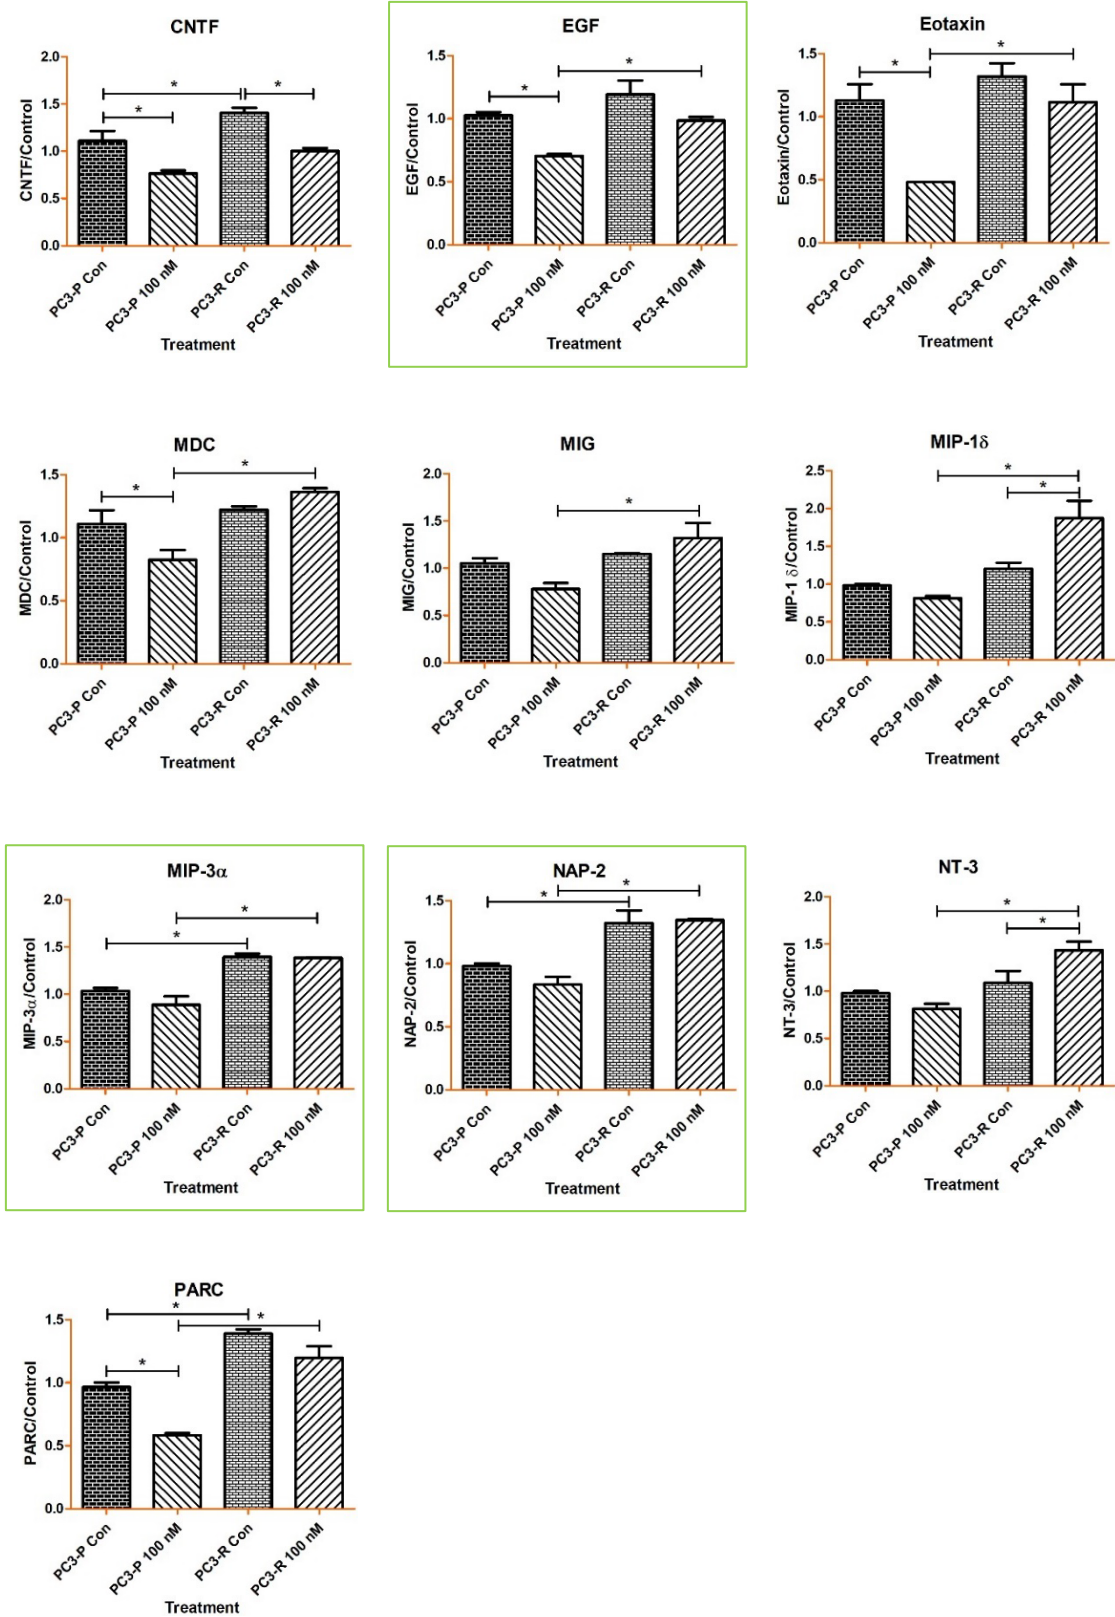 CNTF
CNTF/Control
2.0
1.5
1.0
0.5
0.0
*
*
*
PC3-P Con
PC3-P 100 nM
PC3-R Con
PC3-R 100 nM
Treatment
EGF
EGF/Control
1.5
1.0
0.5
0.0
*
*
PC3-P Con
PC3-P 100 nM
PC3-R Con
PC3-R 100 nM
Treatment
Eotaxin
Eotaxin/Control
1.5
1.0
0.5
0.0
*
*
PC3-P Con
PC3-P 100 nM
PC3-R Con
PC3-R 100 nM
Treatment
MDC
MDC/Control
1.5
1.0
0.5
0.0
*
*
PC3-P Con
PC3-P 100 nM
PC3-R Con
PC3-R 100 nM
Treatment
MIG
MIG/Control
2.0
1.5
1.0
0.5
0.0
*
PC3-P Con
PC3-P 100 nM
PC3-R Con
PC3-R 100 nM
Treatment
MIP-1δ
MIP-1 δ/Control
2.5
2.0
1.5
1.0
0.5
0.0
*
*
PC3-P Con
PC3-P 100 nM
PC3-R Con
PC3-R 100 nM
Treatment
MIP-3α
MIP-3α/Control
2.0
1.5
1.0
0.5
0.0
*
*
PC3-P Con
PC3-P 100 nM
PC3-R Con
PC3-R 100 nM
Treatment
NAP-2
NAP-2/Control
1.5
1.0
0.5
0.0
*
*
PC3-P Con
PC3-P 100 nM
PC3-R Con
PC3-R 100 nM
Treatment
NT-3
NT-3/Control
2.0
1.5
1.0
0.5
0.0
*
*
PC3-P Con
PC3-P 100 nM
PC3-R Con
PC3-R 100 nM
Treatment
PARC
PARC/Control
1.5
1.0
0.5
0.0
*
*
*
PC3-P Con
PC3-P 100 nM
PC3-R Con
PC3-R 100 nM
Treatment